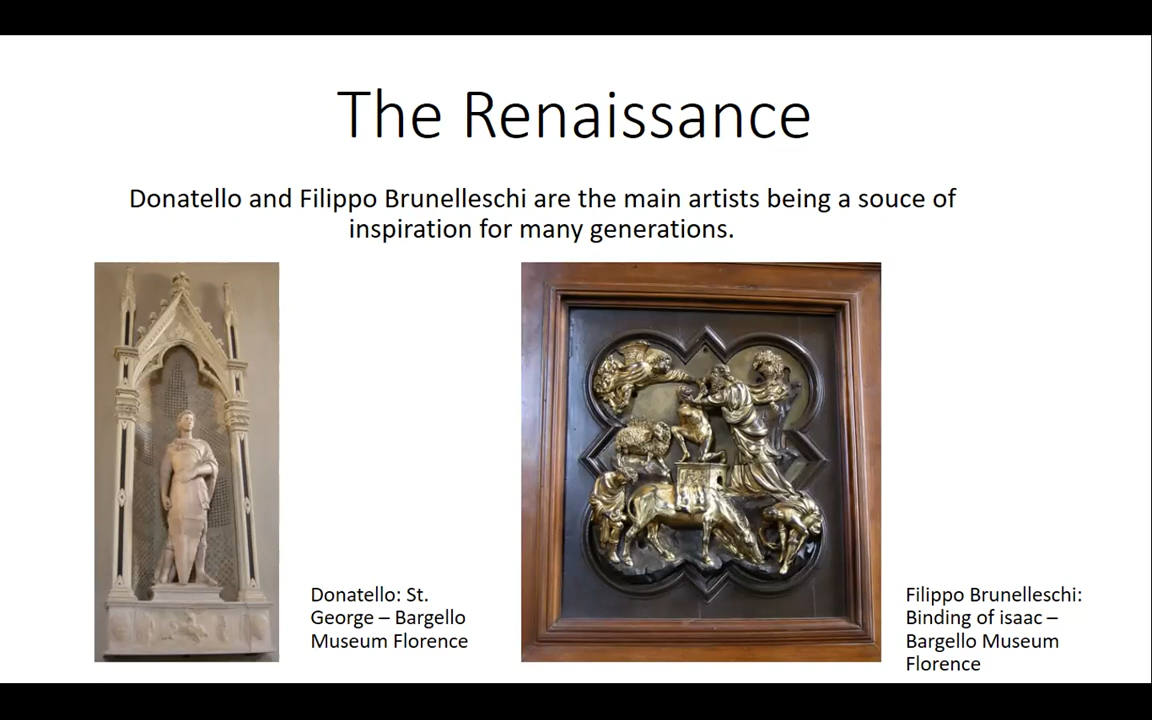 The Renaissance
Donatello and Filippo Brunelleschi are the main artists being a souce of
inspiration for many generations.
Donatello: St.
George – Bargello
Museum Florence
Filippo Brunelleschi:
Binding of isaac –
Bargello Museum
Florence